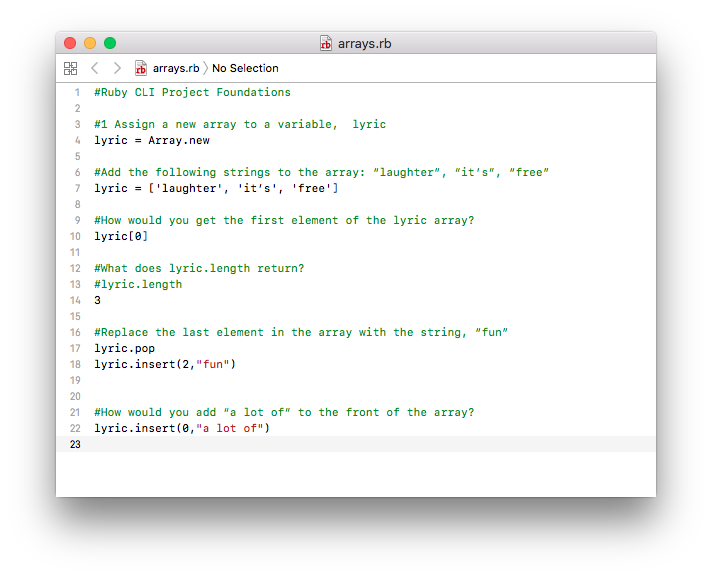 arrays.rb
arrays.rb 〉No Selection
1 #Ruby CLI Project Foundations
2
3 #1 Assign a new array to a variable,  lyric
4 lyric = Array.new
5
6 #Add the following strings to the array: “laughter”, “it’s”, “free”
7 lyric = ['laughter', 'it’s', 'free']
8
9 #How would you get the first element of the lyric array?
10 lyric[0]
11
12 #What does lyric.length return?
13 #lyric.length
14 3
15
16 #Replace the last element in the array with the string, “fun”
17 lyric.pop
18 lyric.insert(2,"fun")
19
20
21 #How would you add “a lot of” to the front of the array?
22 lyric.insert(0,"a lot of")
23